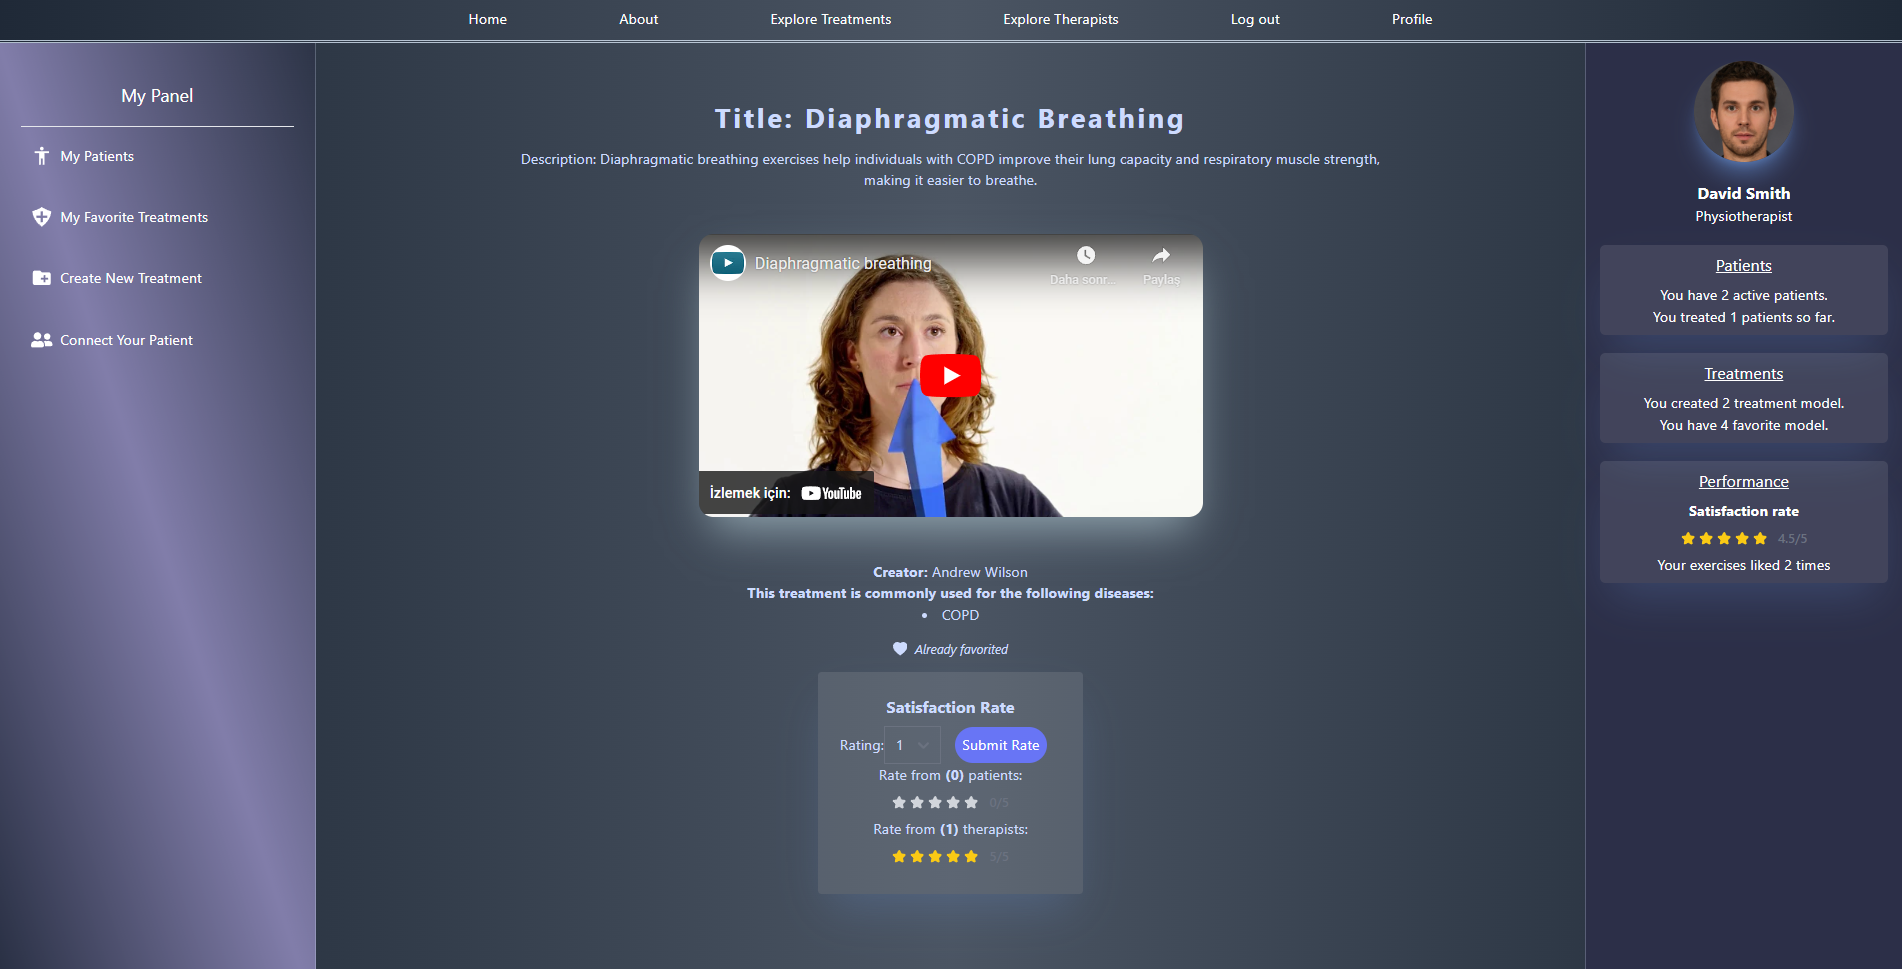 Home
About
Explore Treatments
Explore Therapists
Log out
Profile
My Panel
My Patients
My Favorite Treatments
Create New Treatment
Connect Your Patient
Title: Diaphragmatic Breathing
Description: Diaphragmatic breathing exercises help individuals with COPD improve their lung capacity and respiratory muscle strength,
making it easier to breathe.
Diaphragmatic breathing
Daha sonr...
Paylaş
İzlemek için: YouTube
Creator: Andrew Wilson
This treatment is commonly used for the following diseases:
• COPD
Already favorited
Satisfaction Rate
Rating: 1
Submit Rate
Rate from (0) patients:
0/5
Rate from (1) therapists:
5/5
David Smith
Physiotherapist
Patients
You have 2 active patients.
You treated 1 patients so far.
Treatments
You created 2 treatment model.
You have 4 favorite model.
Performance
Satisfaction rate
4.5/5
Your exercises liked 2 times